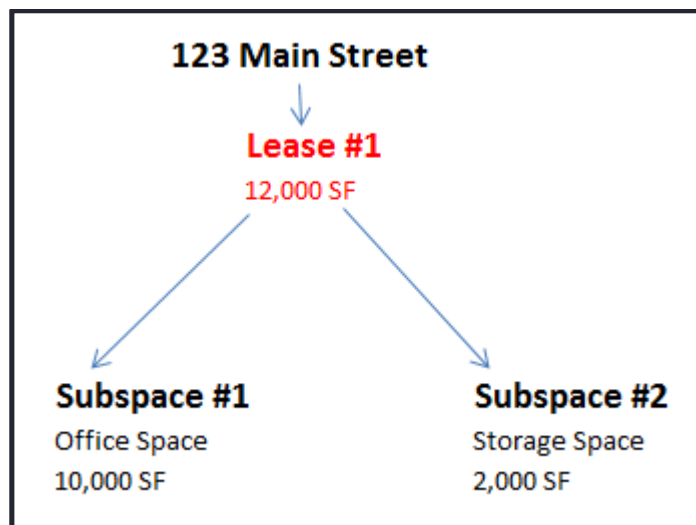 123 Main Street
Lease #1
12,000 SF
Subspace #1
Office Space
10,000 SF
Subspace #2
Storage Space
2,000 SF